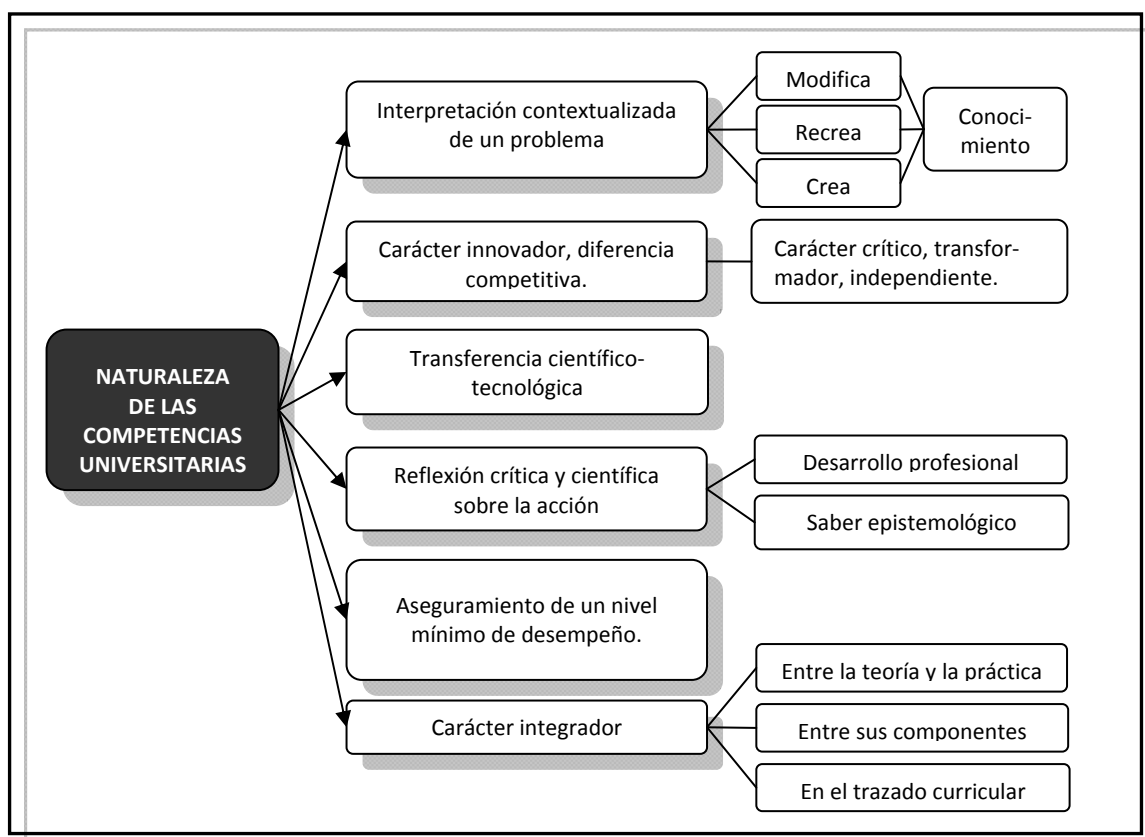 NATURALEZA
DE LAS
COMPETENCIAS
UNIVERSITARIAS
Interpretación contextualizada
de un problema
Modifica
Recrea
Crea
Conoci-
miento
Carácter innovador, diferencia
competitiva.
Carácter crítico, transfor-
mador, independiente.
Transferencia científico-
tecnológica
Reflexión crítica y científica
sobre la acción
Desarrollo profesional
Saber epistemológico
Aseguramiento de un nivel
mínimo de desempeño.
Carácter integrador
Entre la teoría y la práctica
Entre sus componentes
En el trazado curricular